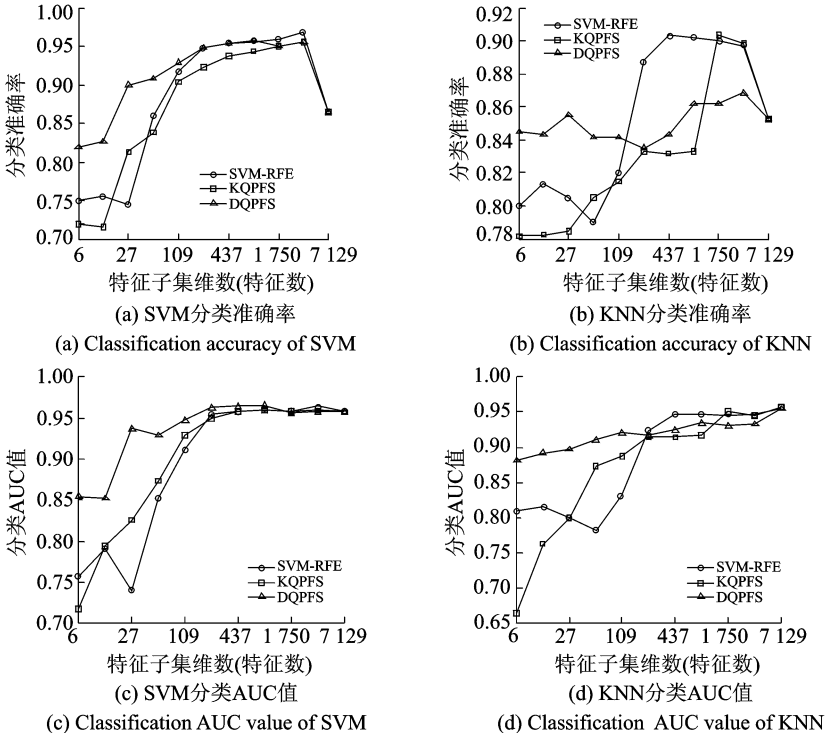 1.00
0.95
0.90
0.85
0.80
0.75
0.70
分类准确率
SVM-RFE
KQPFS
DQPFS
6 27 109 437 1 750 7 129
特征子集维数(特征数)
(a) SVM分类准确率
(a) Classification accuracy of SVM
0.92
0.90
0.88
0.86
0.84
0.82
0.80
0.78
分类准确率
SVM-RFE
KQPFS
DQPFS
6 27 109 437 1 750 7 129
特征子集维数(特征数)
(b) KNN分类准确率
(b) Classification accuracy of KNN
1.00
0.95
0.90
0.85
0.80
0.75
0.70
分类AUC值
SVM-RFE
KQPFS
DQPFS
6 27 109 437 1 750 7 129
特征子集维数(特征数)
(c) SVM分类AUC值
(c) Classification AUC value of SVM
1.00
0.95
0.90
0.85
0.80
0.75
0.70
0.65
分类AUC值
SVM-RFE
KQPFS
DQPFS
6 27 109 437 1 750 7 129
特征子集维数(特征数)
(d) KNN分类AUC值
(d) Classification AUC value of KNN